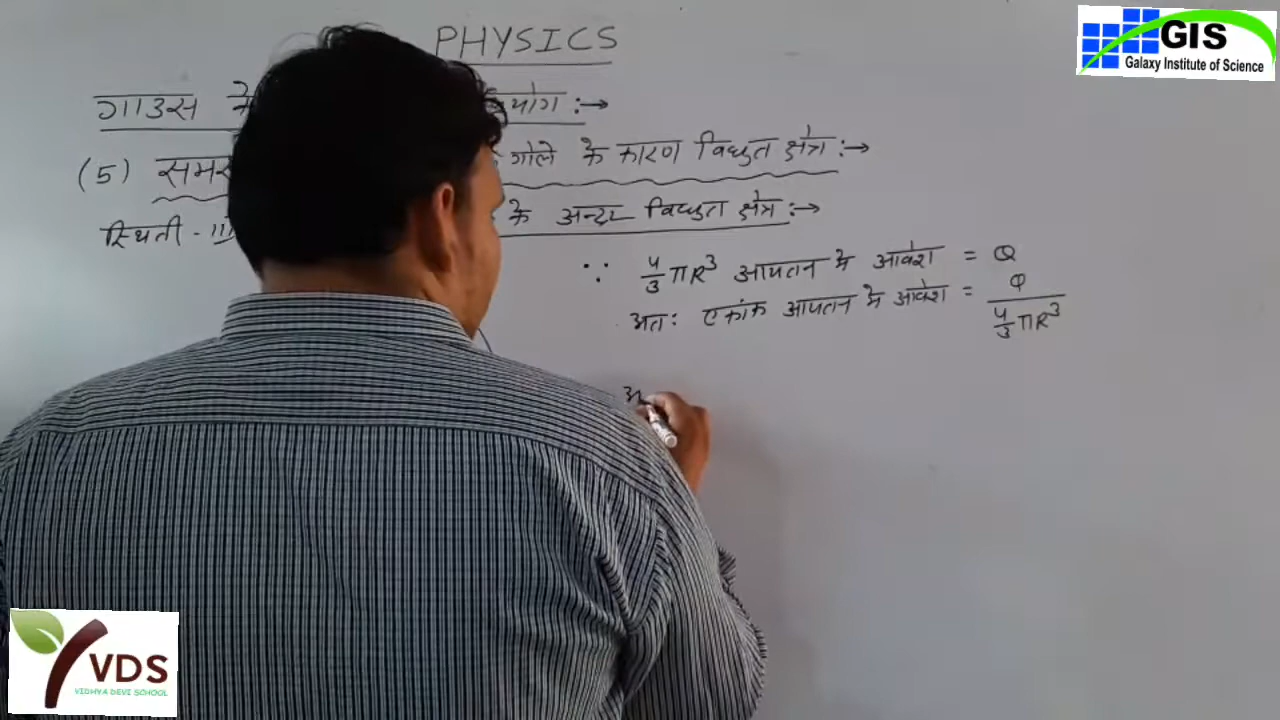 PHYSICS
गाउस के योग :→
(5) समरू गोले के कारण विद्युत क्षेत्र :→
स्थिती - के अन्दर विद्युत क्षेत्र :→
∵ 4/3 πR³ आयतन मे आवेश = Q
अतः एकांक आयतन मे आवेश = Q / 4/3 πR³
अ
GIS
Galaxy Institute of Science
VDS
VIDHYA DEVI SCHOOL